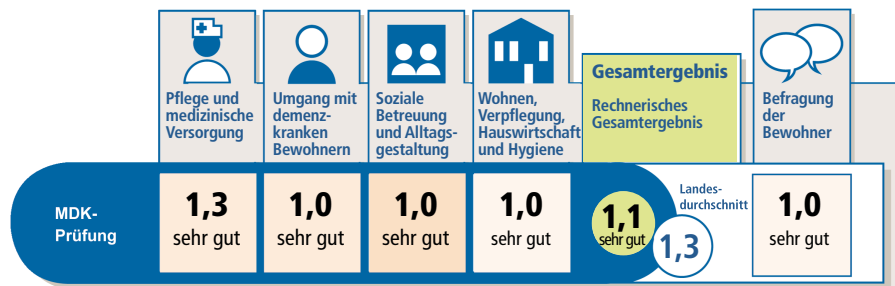 Pflege und
medizinische
Versorgung
Umgang mit
demenz-
kranken
Bewohnern
Soziale
Betreuung
und Alltags-
gestaltung
Wohnen,
Verpflegung,
Hauswirtschaft
und Hygiene
Gesamtergebnis
Rechnerisches
Gesamtergebnis
Befragung
der
Bewohner
MDK-
Prüfung
1,3
sehr gut
1,0
sehr gut
1,0
sehr gut
1,0
sehr gut
1,1
sehr gut
Landes-
durchschnitt
1,3
1,0
sehr gut